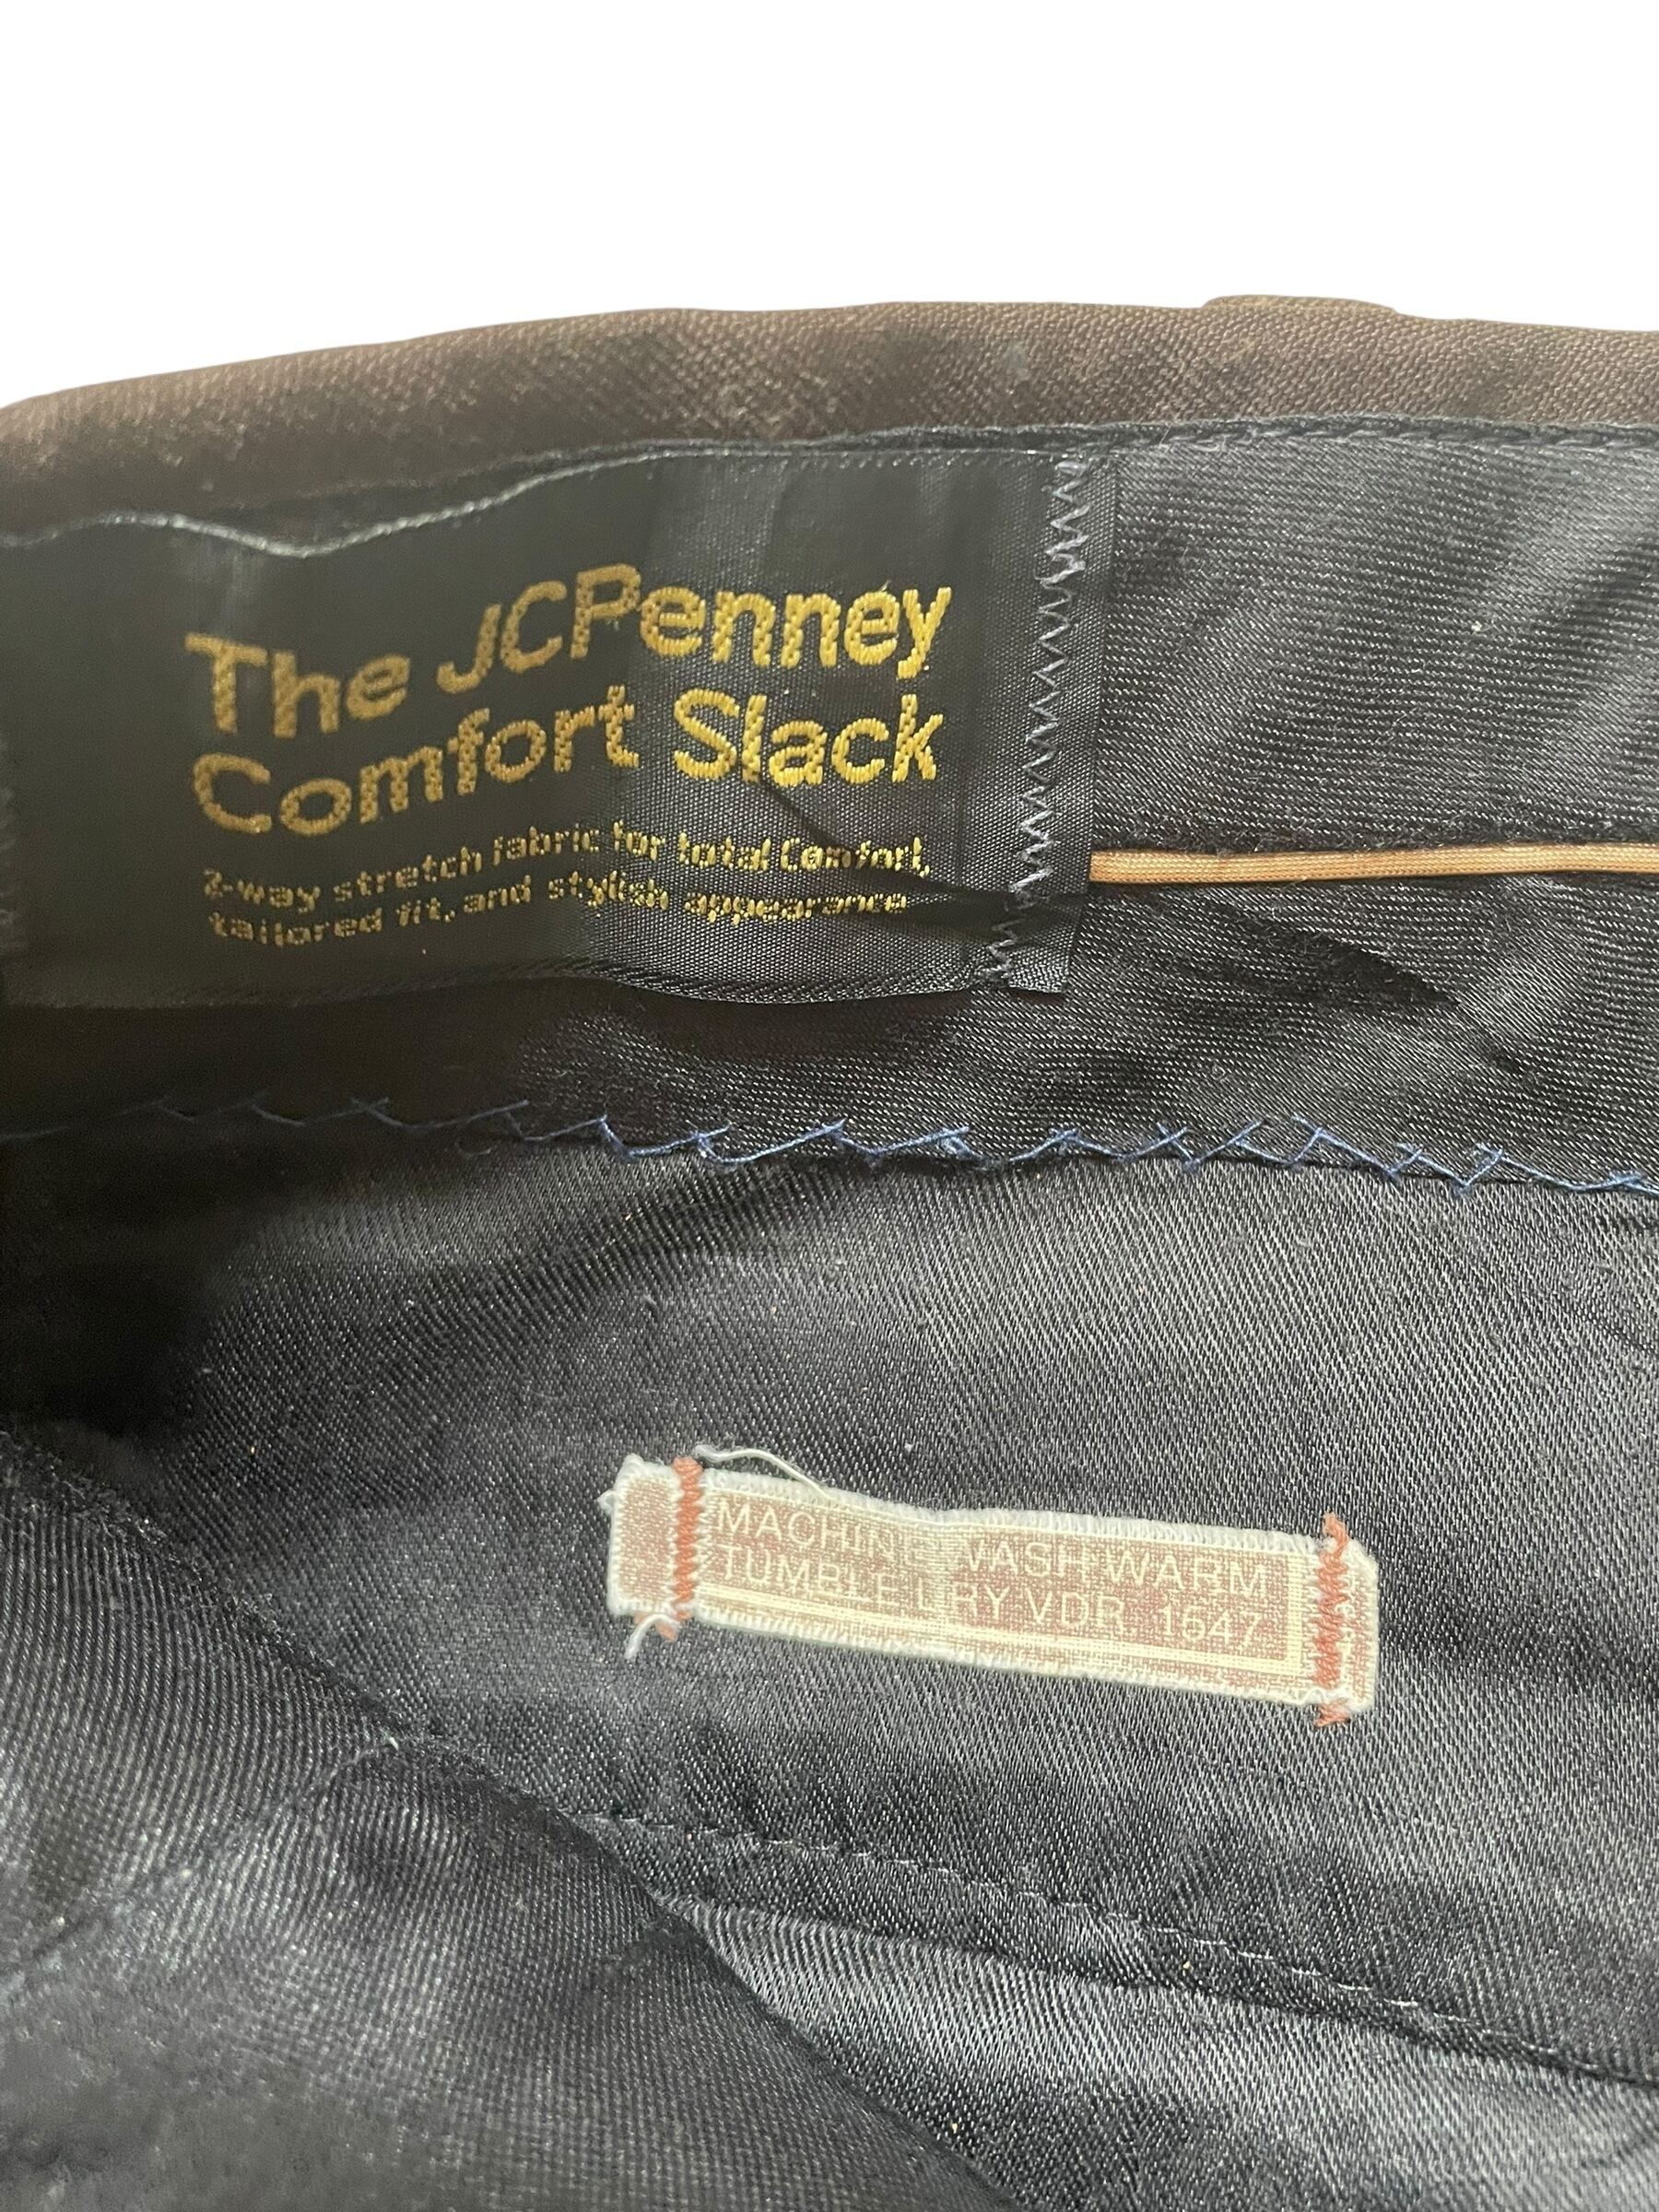 The JCPenney
Comfort Slack
2-way stretch fabric for total Comfort,
tailored fit, and stylish appearance
MACHINE WASH WARM
TUMBLE DRY VDR. 1547